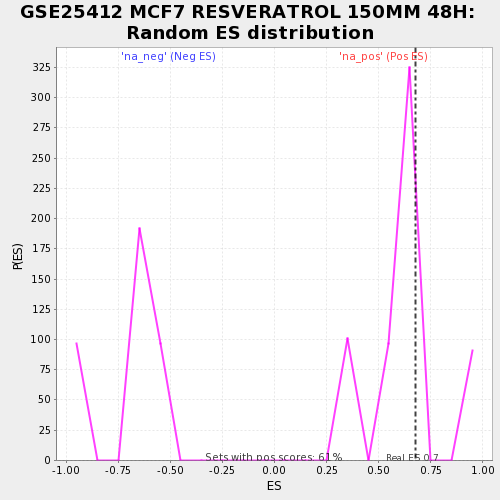 GSE25412 MCF7 RESVERATROL 150MM 48H:
Random ES distribution
'na_neg' (Neg ES) 'na_pos' (Pos ES)
325
300
275
250
225
200
175
150
125
100
75
50
25
0
P(ES)
Sets with pos scores: 61 %
Real ES 0.7
-1.00 -0.75 -0.50 -0.25 0.00 0.25 0.50 0.75 1.00
ES